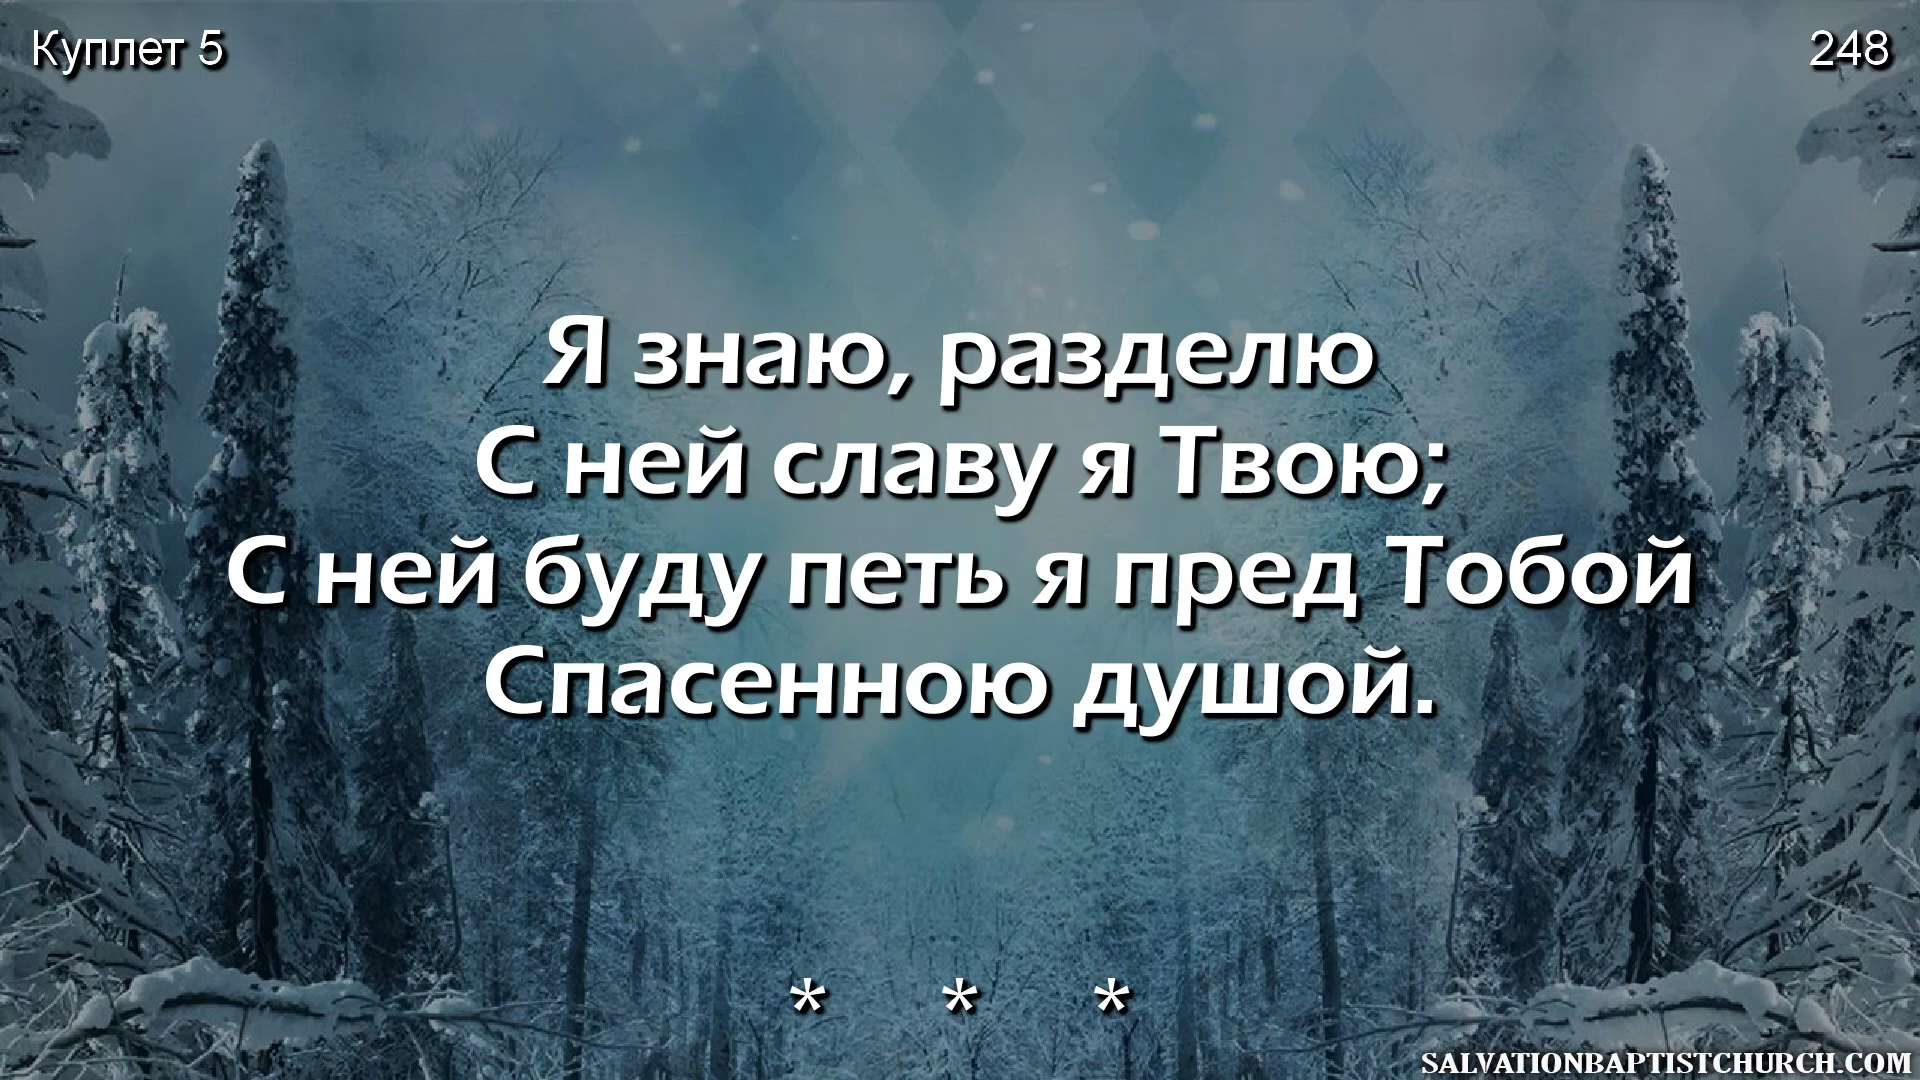 Куплет 5
248
Я знаю, разделю
С ней славу я Твою;
С ней буду петь я пред Тобой
Спасенною душой.
* * *
SALVATIONBAPTISTCHURCH.COM